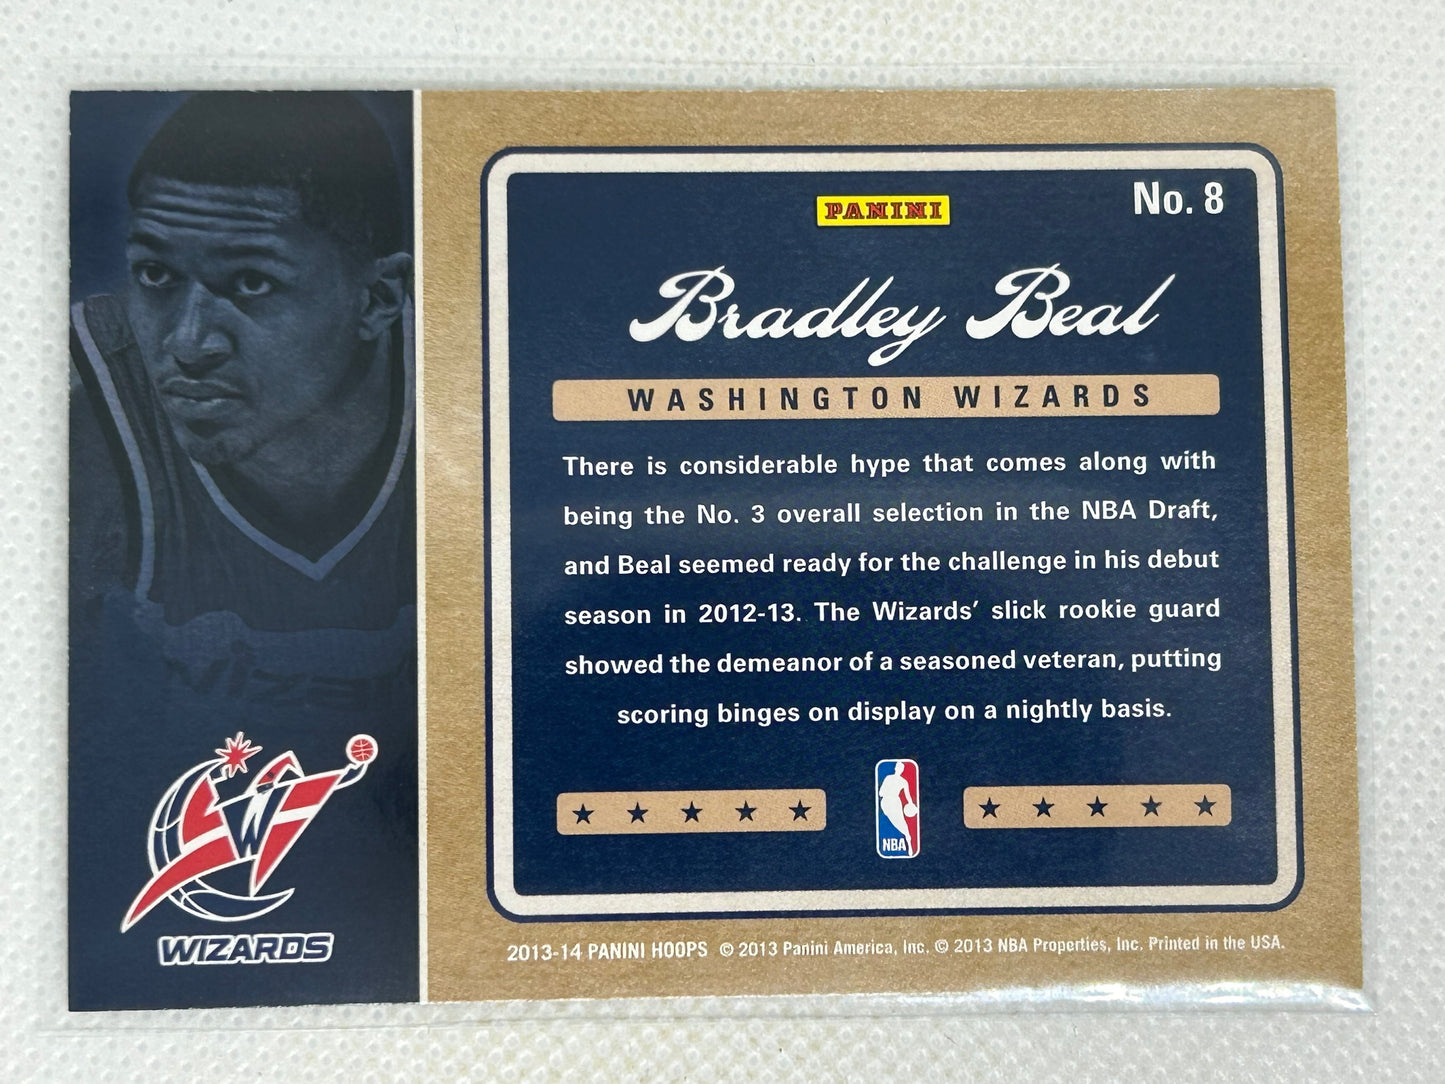 No. 8
PANINI
Bradley Beal
WASHINGTON WIZARDS
There is considerable hype that comes along with
being the No. 3 overall selection in the NBA Draft,
and Beal seemed ready for the challenge in his debut
season in 2012-13. The Wizards' slick rookie guard
showed the demeanor of a seasoned veteran, putting
scoring binges on display on a nightly basis.
NBA
W
WIZARDS
2013-14 PANINI HOOPS © 2013 Panini America, Inc. © 2013 NBA Properties, Inc. Printed in the USA.